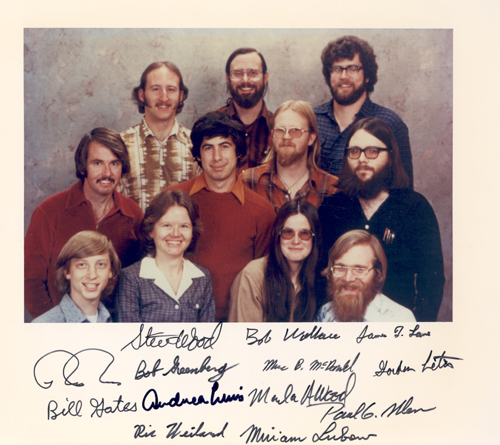 Steve Wood Bob Wallace James T. Lane
Bob Greenberg Marc B. McDonald Gordon Letwin
Bill Gates Andrea Lewis Marla Wood Paul G. Allen
Ric Weiland Miriam Lubow